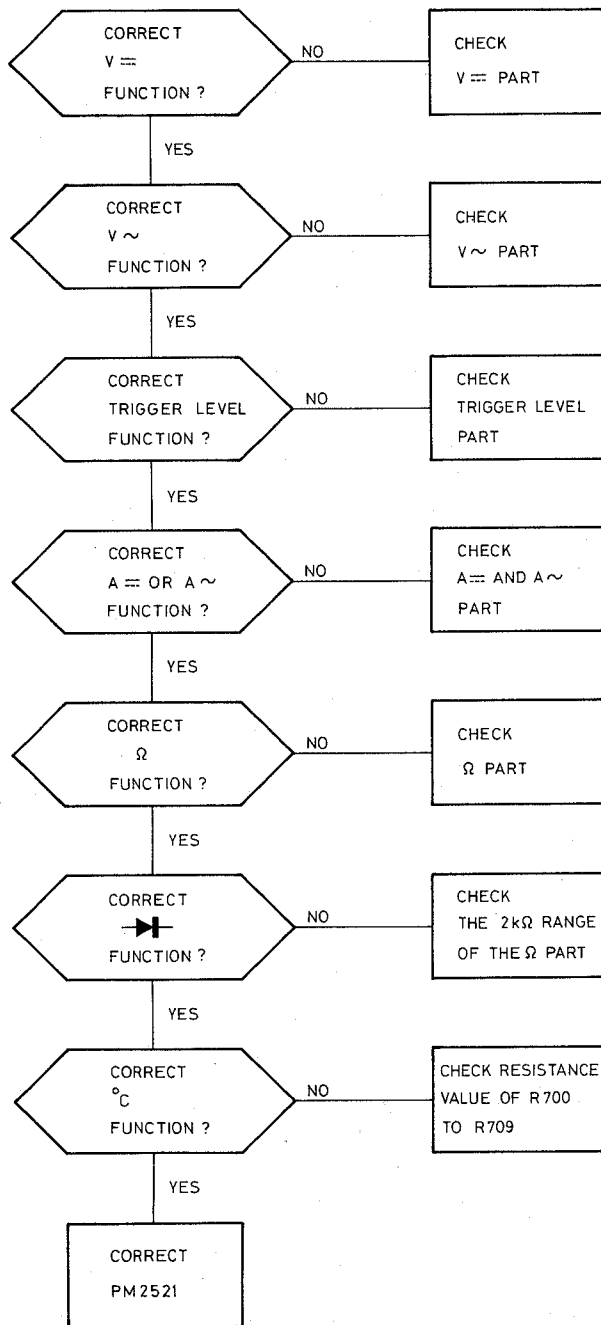 CORRECT
V ⎓
FUNCTION ?
NO
CHECK
V ⎓ PART
YES
CORRECT
V ~
FUNCTION ?
NO
CHECK
V ~ PART
YES
CORRECT
TRIGGER LEVEL
FUNCTION ?
NO
CHECK
TRIGGER LEVEL
PART
YES
CORRECT
A ⎓ OR A ~
FUNCTION ?
NO
CHECK
A ⎓ AND A ~
PART
YES
CORRECT
Ω
FUNCTION ?
NO
CHECK
Ω PART
YES
CORRECT
FUNCTION ?
NO
CHECK
THE 2kΩ RANGE
OF THE Ω PART
YES
CORRECT
°C
FUNCTION ?
NO
CHECK RESISTANCE
VALUE OF R700
TO R709
YES
CORRECT
PM2521